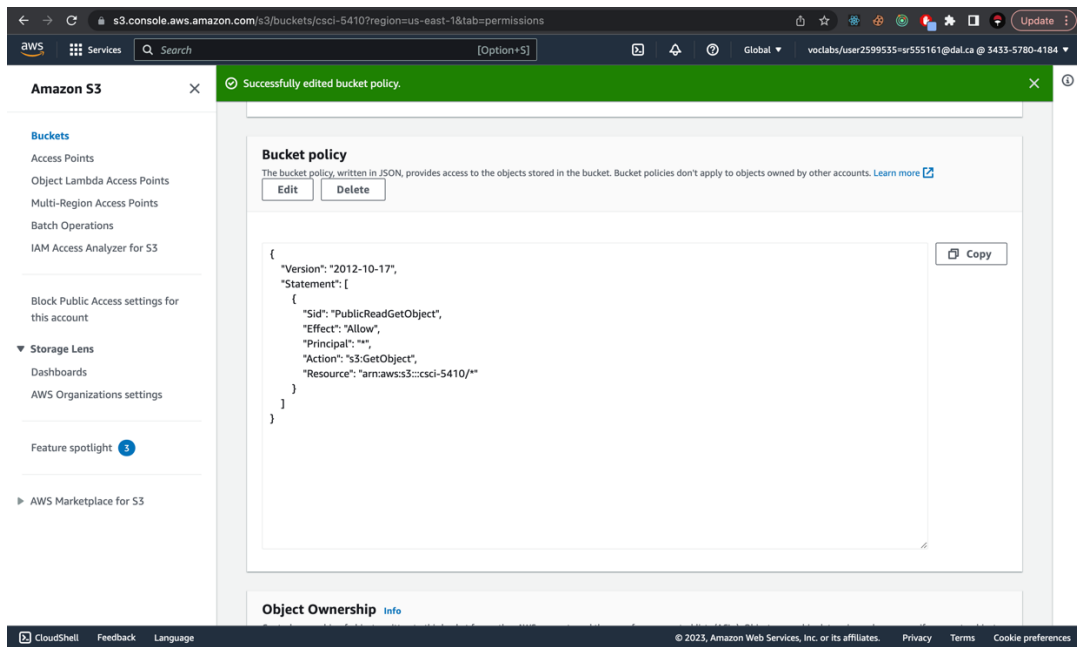 s3.console.aws.amazon.com/s3/buckets/csci-5410?region=us-east-1&tab=permissions
Update
aws
Services
Search
[Option+S]
Global
voclabs/user2599535=sr555161@dal.ca @ 3433-5780-4184
Amazon S3
Successfully edited bucket policy.
Buckets
Access Points
Object Lambda Access Points
Multi-Region Access Points
Batch Operations
IAM Access Analyzer for S3
Block Public Access settings for
this account
Storage Lens
Dashboards
AWS Organizations settings
Feature spotlight 3
AWS Marketplace for S3
Bucket policy
The bucket policy, written in JSON, provides access to the objects stored in the bucket. Bucket policies don't apply to objects owned by other accounts. Learn more
Edit
Delete
Copy
{
"Version": "2012-10-17",
"Statement": [
{
"Sid": "PublicReadGetObject",
"Effect": "Allow",
"Principal": "*",
"Action": "s3:GetObject",
"Resource": "arn:aws:s3:::csci-5410/*"
}
]
}
Object Ownership Info
CloudShell
Feedback
Language
© 2023, Amazon Web Services, Inc. or its affiliates.
Privacy
Terms
Cookie preferences